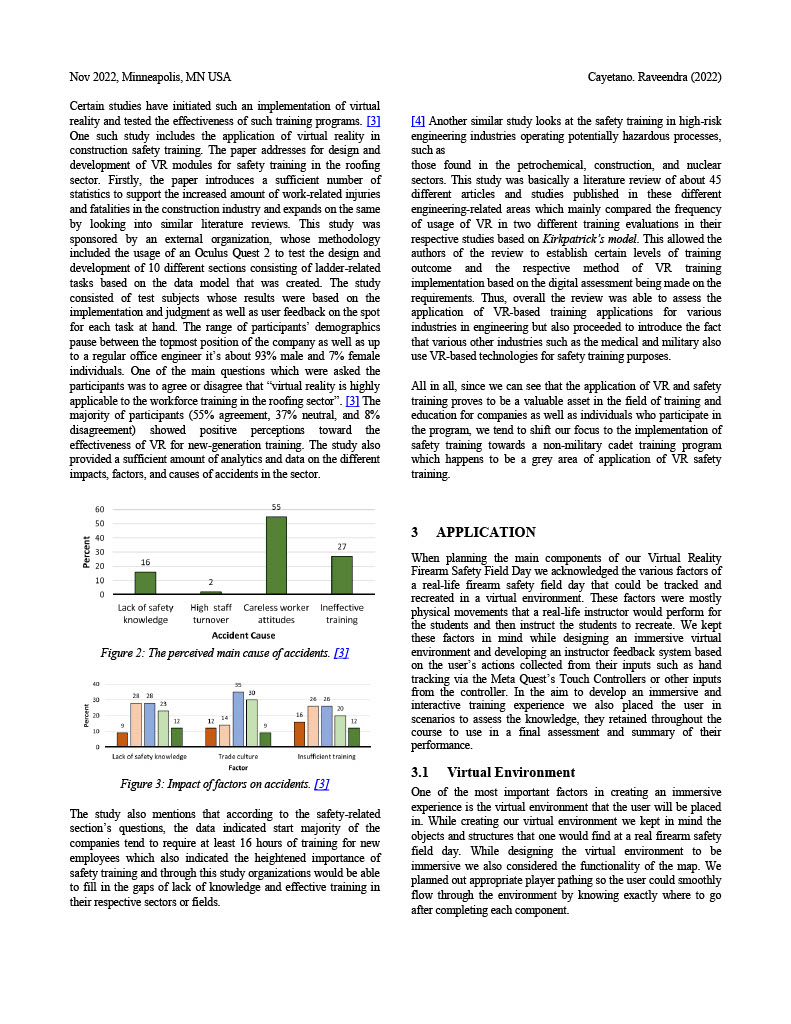 Nov 2022, Minneapolis, MN USA
Cayetano. Raveendra (2022)
Certain studies have initiated such an implementation of virtual
reality and tested the effectiveness of such training programs. [3]
One such study includes the application of virtual reality in
construction safety training. The paper addresses for design and
development of VR modules for safety training in the roofing
sector. Firstly, the paper introduces a sufficient number of
statistics to support the increased amount of work-related injuries
and fatalities in the construction industry and expands on the same
by looking into similar literature reviews. This study was
sponsored by an external organization, whose methodology
included the usage of an Oculus Quest 2 to test the design and
development of 10 different sections consisting of ladder-related
tasks based on the data model that was created. The study
consisted of test subjects whose results were based on the
implementation and judgment as well as user feedback on the spot
for each task at hand. The range of participants’ demographics
pause between the topmost position of the company as well as up
to a regular office engineer it’s about 93% male and 7% female
individuals. One of the main questions which were asked the
participants was to agree or disagree that “virtual reality is highly
applicable to the workforce training in the roofing sector”. [3] The
majority of participants (55% agreement, 37% neutral, and 8%
disagreement) showed positive perceptions toward the
effectiveness of VR for new-generation training. The study also
provided a sufficient amount of analytics and data on the different
impacts, factors, and causes of accidents in the sector.
60
50
40
30
20
10
0
Percent
16
2
55
27
Lack of safety knowledge
High staff turnover
Careless worker attitudes
Ineffective training
Accident Cause
Figure 2: The perceived main cause of accidents. [3]
40
30
20
10
0
Percent
9 28 28 23 12
12 14 35 30 9
16 26 26 20 12
Lack of safety knowledge
Trade culture
Insufficient training
Factor
Figure 3: Impact of factors on accidents. [3]
The study also mentions that according to the safety-related
section’s questions, the data indicated start majority of the
companies tend to require at least 16 hours of training for new
employees which also indicated the heightened importance of
safety training and through this study organizations would be able
to fill in the gaps of lack of knowledge and effective training in
their respective sectors or fields.
[4] Another similar study looks at the safety training in high-risk
engineering industries operating potentially hazardous processes,
such as
those found in the petrochemical, construction, and nuclear
sectors. This study was basically a literature review of about 45
different articles and studies published in these different
engineering-related areas which mainly compared the frequency
of usage of VR in two different training evaluations in their
respective studies based on Kirkpatrick’s model. This allowed the
authors of the review to establish certain levels of training
outcome and the respective method of VR training
implementation based on the digital assessment being made on the
requirements. Thus, overall the review was able to assess the
application of VR-based training applications for various
industries in engineering but also proceeded to introduce the fact
that various other industries such as the medical and military also
use VR-based technologies for safety training purposes.
All in all, since we can see that the application of VR and safety
training proves to be a valuable asset in the field of training and
education for companies as well as individuals who participate in
the program, we tend to shift our focus to the implementation of
safety training towards a non-military cadet training program
which happens to be a grey area of application of VR safety
training.
3 APPLICATION
When planning the main components of our Virtual Reality
Firearm Safety Field Day we acknowledged the various factors of
a real-life firearm safety field day that could be tracked and
recreated in a virtual environment. These factors were mostly
physical movements that a real-life instructor would perform for
the students and then instruct the students to recreate. We kept
these factors in mind while designing an immersive virtual
environment and developing an instructor feedback system based
on the user’s actions collected from their inputs such as hand
tracking via the Meta Quest’s Touch Controllers or other inputs
from the controller. In the aim to develop an immersive and
interactive training experience we also placed the user in
scenarios to assess the knowledge, they retained throughout the
course to use in a final assessment and summary of their
performance.
3.1 Virtual Environment
One of the most important factors in creating an immersive
experience is the virtual environment that the user will be placed
in. While creating our virtual environment we kept in mind the
objects and structures that one would find at a real firearm safety
field day. While designing the virtual environment to be
immersive we also considered the functionality of the map. We
planned out appropriate player pathing so the user could smoothly
flow through the environment by knowing exactly where to go
after completing each component.